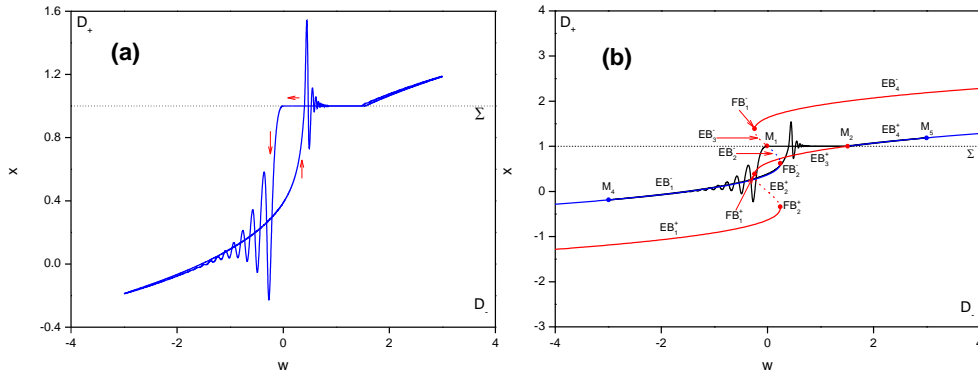 (a)
D+
Σ
D-
x
1.6
1.2
0.8
0.4
0.0
-0.4
-4
-2
0
2
4
w
(b)
D+
EB4-
FB1-
EB3-
M1
M2
EB4+
M5
EB2-
EB3+
Σ
M4
EB1-
FB2-
EB2+
FB1+
FB2+
EB1+
D-
x
4
3
2
1
0
-1
-2
-3
-4
-2
0
2
4
w